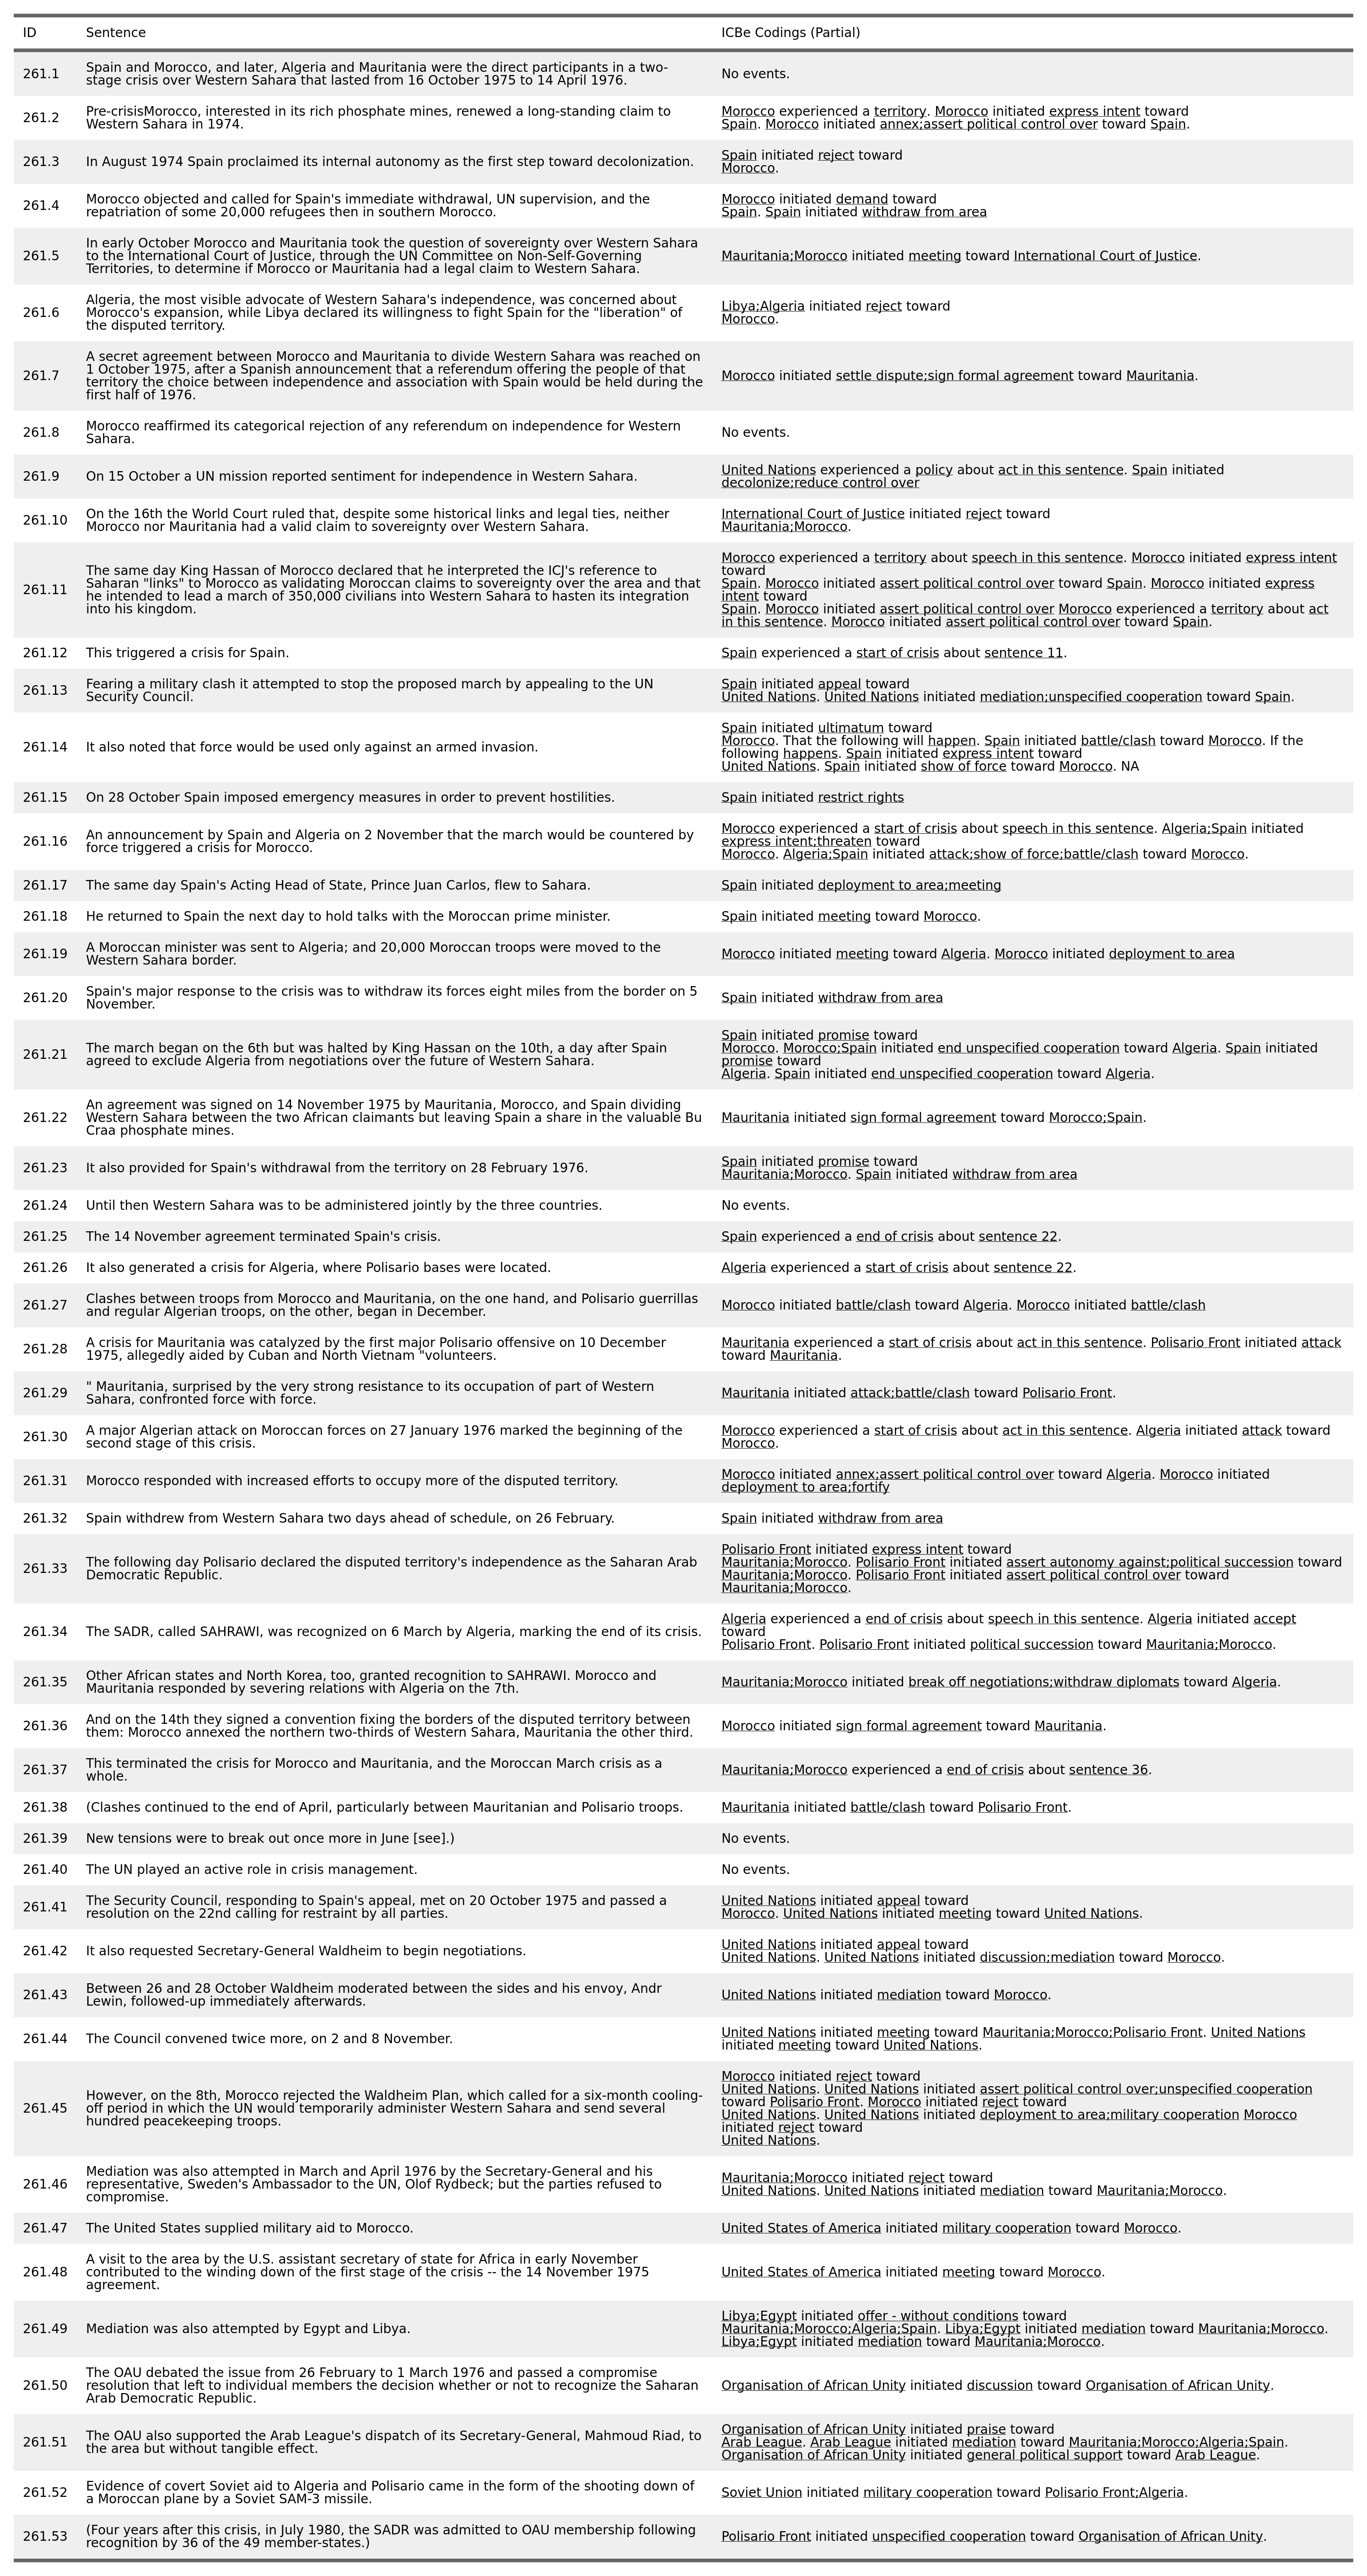 ID Sentence ICBe Codings (Partial)
261.1 Spain and Morocco, and later, Algeria and Mauritania were the direct participants in a two-
stage crisis over Western Sahara that lasted from 16 October 1975 to 14 April 1976. No events.
261.2 Pre-crisisMorocco, interested in its rich phosphate mines, renewed a long-standing claim to
Western Sahara in 1974. Morocco experienced a territory. Morocco initiated express intent toward
Spain. Morocco initiated annex;assert political control over toward Spain.
261.3 In August 1974 Spain proclaimed its internal autonomy as the first step toward decolonization. Spain initiated reject toward
Morocco.
261.4 Morocco objected and called for Spain's immediate withdrawal, UN supervision, and the
repatriation of some 20,000 refugees then in southern Morocco. Morocco initiated demand toward
Spain. Spain initiated withdraw from area
261.5 In early October Morocco and Mauritania took the question of sovereignty over Western Sahara
to the International Court of Justice, through the UN Committee on Non-Self-Governing
Territories, to determine if Morocco or Mauritania had a legal claim to Western Sahara. Mauritania;Morocco initiated meeting toward International Court of Justice.
261.6 Algeria, the most visible advocate of Western Sahara's independence, was concerned about
Morocco's expansion, while Libya declared its willingness to fight Spain for the "liberation" of
the disputed territory. Libya;Algeria initiated reject toward
Morocco.
261.7 A secret agreement between Morocco and Mauritania to divide Western Sahara was reached on
1 October 1975, after a Spanish announcement that a referendum offering the people of that
territory the choice between independence and association with Spain would be held during the
first half of 1976. Morocco initiated settle dispute;sign formal agreement toward Mauritania.
261.8 Morocco reaffirmed its categorical rejection of any referendum on independence for Western
Sahara. No events.
261.9 On 15 October a UN mission reported sentiment for independence in Western Sahara. United Nations experienced a policy about act in this sentence. Spain initiated
decolonize;reduce control over
261.10 On the 16th the World Court ruled that, despite some historical links and legal ties, neither
Morocco nor Mauritania had a valid claim to sovereignty over Western Sahara. International Court of Justice initiated reject toward
Mauritania;Morocco.
261.11 The same day King Hassan of Morocco declared that he interpreted the ICJ's reference to
Saharan "links" to Morocco as validating Moroccan claims to sovereignty over the area and that
he intended to lead a march of 350,000 civilians into Western Sahara to hasten its integration
into his kingdom. Morocco experienced a territory about speech in this sentence. Morocco initiated express intent
toward
Spain. Morocco initiated assert political control over toward Spain. Morocco initiated express
intent toward
Spain. Morocco initiated assert political control over Morocco experienced a territory about act
in this sentence. Morocco initiated assert political control over toward Spain.
261.12 This triggered a crisis for Spain. Spain experienced a start of crisis about sentence 11.
261.13 Fearing a military clash it attempted to stop the proposed march by appealing to the UN
Security Council. Spain initiated appeal toward
United Nations. United Nations initiated mediation;unspecified cooperation toward Spain.
261.14 It also noted that force would be used only against an armed invasion. Spain initiated ultimatum toward
Morocco. That the following will happen. Spain initiated battle/clash toward Morocco. If the
following happens. Spain initiated express intent toward
United Nations. Spain initiated show of force toward Morocco. NA
261.15 On 28 October Spain imposed emergency measures in order to prevent hostilities. Spain initiated restrict rights
261.16 An announcement by Spain and Algeria on 2 November that the march would be countered by
force triggered a crisis for Morocco. Morocco experienced a start of crisis about speech in this sentence. Algeria;Spain initiated
express intent;threaten toward
Morocco. Algeria;Spain initiated attack;show of force;battle/clash toward Morocco.
261.17 The same day Spain's Acting Head of State, Prince Juan Carlos, flew to Sahara. Spain initiated deployment to area;meeting
261.18 He returned to Spain the next day to hold talks with the Moroccan prime minister. Spain initiated meeting toward Morocco.
261.19 A Moroccan minister was sent to Algeria; and 20,000 Moroccan troops were moved to the
Western Sahara border. Morocco initiated meeting toward Algeria. Morocco initiated deployment to area
261.20 Spain's major response to the crisis was to withdraw its forces eight miles from the border on 5
November. Spain initiated withdraw from area
261.21 The march began on the 6th but was halted by King Hassan on the 10th, a day after Spain
agreed to exclude Algeria from negotiations over the future of Western Sahara. Spain initiated promise toward
Morocco. Morocco;Spain initiated end unspecified cooperation toward Algeria. Spain initiated
promise toward
Algeria. Spain initiated end unspecified cooperation toward Algeria.
261.22 An agreement was signed on 14 November 1975 by Mauritania, Morocco, and Spain dividing
Western Sahara between the two African claimants but leaving Spain a share in the valuable Bu
Craa phosphate mines. Mauritania initiated sign formal agreement toward Morocco;Spain.
261.23 It also provided for Spain's withdrawal from the territory on 28 February 1976. Spain initiated promise toward
Mauritania;Morocco. Spain initiated withdraw from area
261.24 Until then Western Sahara was to be administered jointly by the three countries. No events.
261.25 The 14 November agreement terminated Spain's crisis. Spain experienced a end of crisis about sentence 22.
261.26 It also generated a crisis for Algeria, where Polisario bases were located. Algeria experienced a start of crisis about sentence 22.
261.27 Clashes between troops from Morocco and Mauritania, on the one hand, and Polisario guerrillas
and regular Algerian troops, on the other, began in December. Morocco initiated battle/clash toward Algeria. Morocco initiated battle/clash
261.28 A crisis for Mauritania was catalyzed by the first major Polisario offensive on 10 December
1975, allegedly aided by Cuban and North Vietnam "volunteers. Mauritania experienced a start of crisis about act in this sentence. Polisario Front initiated attack
toward Mauritania.
261.29 " Mauritania, surprised by the very strong resistance to its occupation of part of Western
Sahara, confronted force with force. Mauritania initiated attack;battle/clash toward Polisario Front.
261.30 A major Algerian attack on Moroccan forces on 27 January 1976 marked the beginning of the
second stage of this crisis. Morocco experienced a start of crisis about act in this sentence. Algeria initiated attack toward
Morocco.
261.31 Morocco responded with increased efforts to occupy more of the disputed territory. Morocco initiated annex;assert political control over toward Algeria. Morocco initiated
deployment to area;fortify
261.32 Spain withdrew from Western Sahara two days ahead of schedule, on 26 February. Spain initiated withdraw from area
261.33 The following day Polisario declared the disputed territory's independence as the Saharan Arab
Democratic Republic. Polisario Front initiated express intent toward
Mauritania;Morocco. Polisario Front initiated assert autonomy against;political succession toward
Mauritania;Morocco. Polisario Front initiated assert political control over toward
Mauritania;Morocco.
261.34 The SADR, called SAHRAWI, was recognized on 6 March by Algeria, marking the end of its crisis. Algeria experienced a end of crisis about speech in this sentence. Algeria initiated accept
toward
Polisario Front. Polisario Front initiated political succession toward Mauritania;Morocco.
261.35 Other African states and North Korea, too, granted recognition to SAHRAWI. Morocco and
Mauritania responded by severing relations with Algeria on the 7th. Mauritania;Morocco initiated break off negotiations;withdraw diplomats toward Algeria.
261.36 And on the 14th they signed a convention fixing the borders of the disputed territory between
them: Morocco annexed the northern two-thirds of Western Sahara, Mauritania the other third. Morocco initiated sign formal agreement toward Mauritania.
261.37 This terminated the crisis for Morocco and Mauritania, and the Moroccan March crisis as a
whole. Mauritania;Morocco experienced a end of crisis about sentence 36.
261.38 (Clashes continued to the end of April, particularly between Mauritanian and Polisario troops. Mauritania initiated battle/clash toward Polisario Front.
261.39 New tensions were to break out once more in June [see].) No events.
261.40 The UN played an active role in crisis management. No events.
261.41 The Security Council, responding to Spain's appeal, met on 20 October 1975 and passed a
resolution on the 22nd calling for restraint by all parties. United Nations initiated appeal toward
Morocco. United Nations initiated meeting toward United Nations.
261.42 It also requested Secretary-General Waldheim to begin negotiations. United Nations initiated appeal toward
United Nations. United Nations initiated discussion;mediation toward Morocco.
261.43 Between 26 and 28 October Waldheim moderated between the sides and his envoy, Andr
Lewin, followed-up immediately afterwards. United Nations initiated mediation toward Morocco.
261.44 The Council convened twice more, on 2 and 8 November. United Nations initiated meeting toward Mauritania;Morocco;Polisario Front. United Nations
initiated meeting toward United Nations.
261.45 However, on the 8th, Morocco rejected the Waldheim Plan, which called for a six-month cooling-
off period in which the UN would temporarily administer Western Sahara and send several
hundred peacekeeping troops. Morocco initiated reject toward
United Nations. United Nations initiated assert political control over;unspecified cooperation
toward Polisario Front. Morocco initiated reject toward
United Nations. United Nations initiated deployment to area;military cooperation Morocco
initiated reject toward
United Nations.
261.46 Mediation was also attempted in March and April 1976 by the Secretary-General and his
representative, Sweden's Ambassador to the UN, Olof Rydbeck; but the parties refused to
compromise. Mauritania;Morocco initiated reject toward
United Nations. United Nations initiated mediation toward Mauritania;Morocco.
261.47 The United States supplied military aid to Morocco. United States of America initiated military cooperation toward Morocco.
261.48 A visit to the area by the U.S. assistant secretary of state for Africa in early November
contributed to the winding down of the first stage of the crisis -- the 14 November 1975
agreement. United States of America initiated meeting toward Morocco.
261.49 Mediation was also attempted by Egypt and Libya. Libya;Egypt initiated offer - without conditions toward
Mauritania;Morocco;Algeria;Spain. Libya;Egypt initiated mediation toward Mauritania;Morocco.
Libya;Egypt initiated mediation toward Mauritania;Morocco.
261.50 The OAU debated the issue from 26 February to 1 March 1976 and passed a compromise
resolution that left to individual members the decision whether or not to recognize the Saharan
Arab Democratic Republic. Organisation of African Unity initiated discussion toward Organisation of African Unity.
261.51 The OAU also supported the Arab League's dispatch of its Secretary-General, Mahmoud Riad, to
the area but without tangible effect. Organisation of African Unity initiated praise toward
Arab League. Arab League initiated mediation toward Mauritania;Morocco;Algeria;Spain.
Organisation of African Unity initiated general political support toward Arab League.
261.52 Evidence of covert Soviet aid to Algeria and Polisario came in the form of the shooting down of
a Moroccan plane by a Soviet SAM-3 missile. Soviet Union initiated military cooperation toward Polisario Front;Algeria.
261.53 (Four years after this crisis, in July 1980, the SADR was admitted to OAU membership following
recognition by 36 of the 49 member-states.) Polisario Front initiated unspecified cooperation toward Organisation of African Unity.